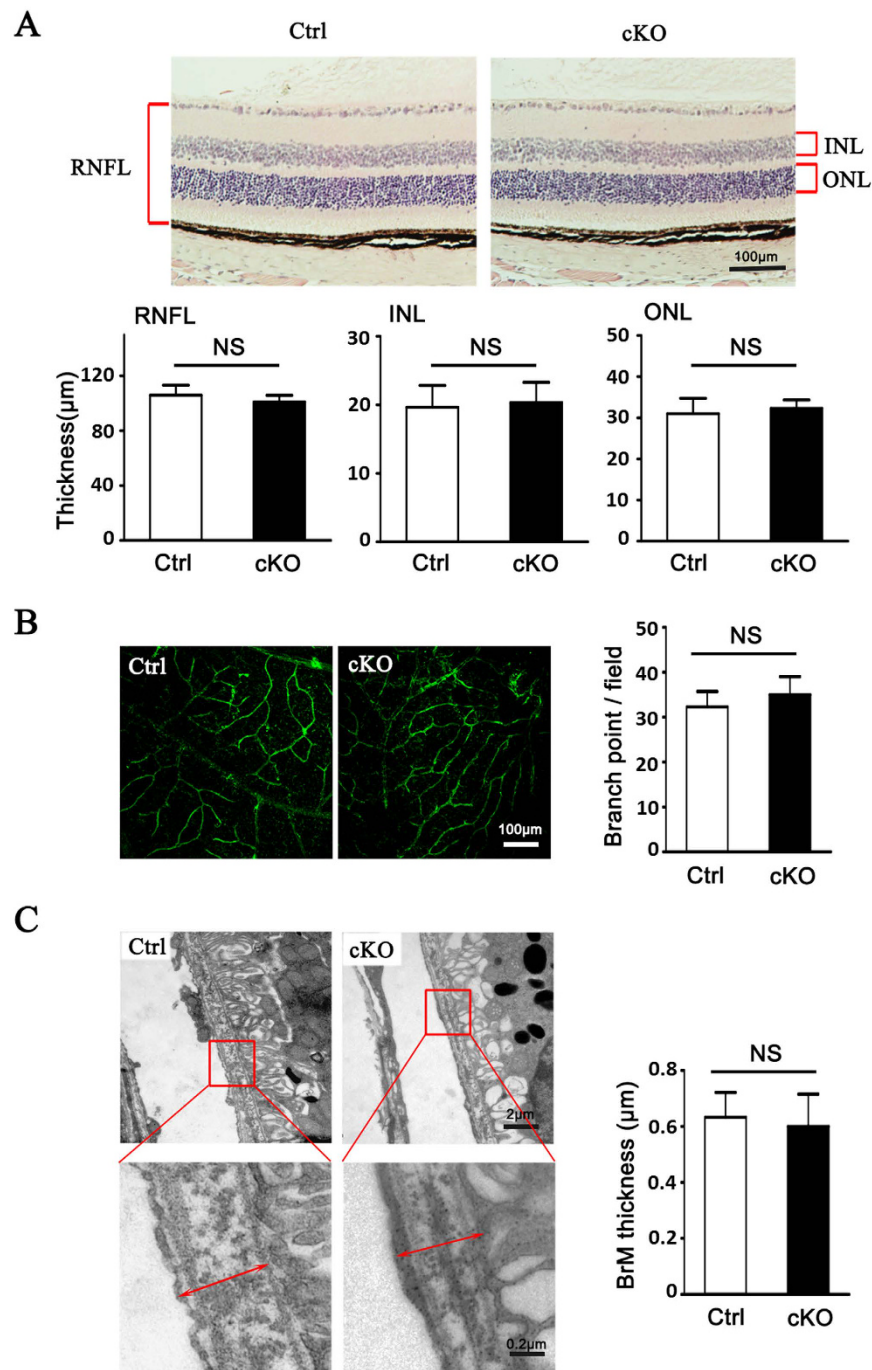 A
Ctrl
cKO
RNFL
INL
ONL
100μm
RNFL
INL
ONL
Thickness(μm)
120
80
40
0
NS
Ctrl
cKO
30
20
10
0
NS
Ctrl
cKO
50
40
30
20
10
0
NS
Ctrl
cKO
B
Ctrl
cKO
100μm
Branch point / field
50
40
30
20
10
0
NS
Ctrl
cKO
C
Ctrl
cKO
2μm
0.2μm
BrM thickness (μm)
0.8
0.6
0.4
0.2
0
NS
Ctrl
cKO